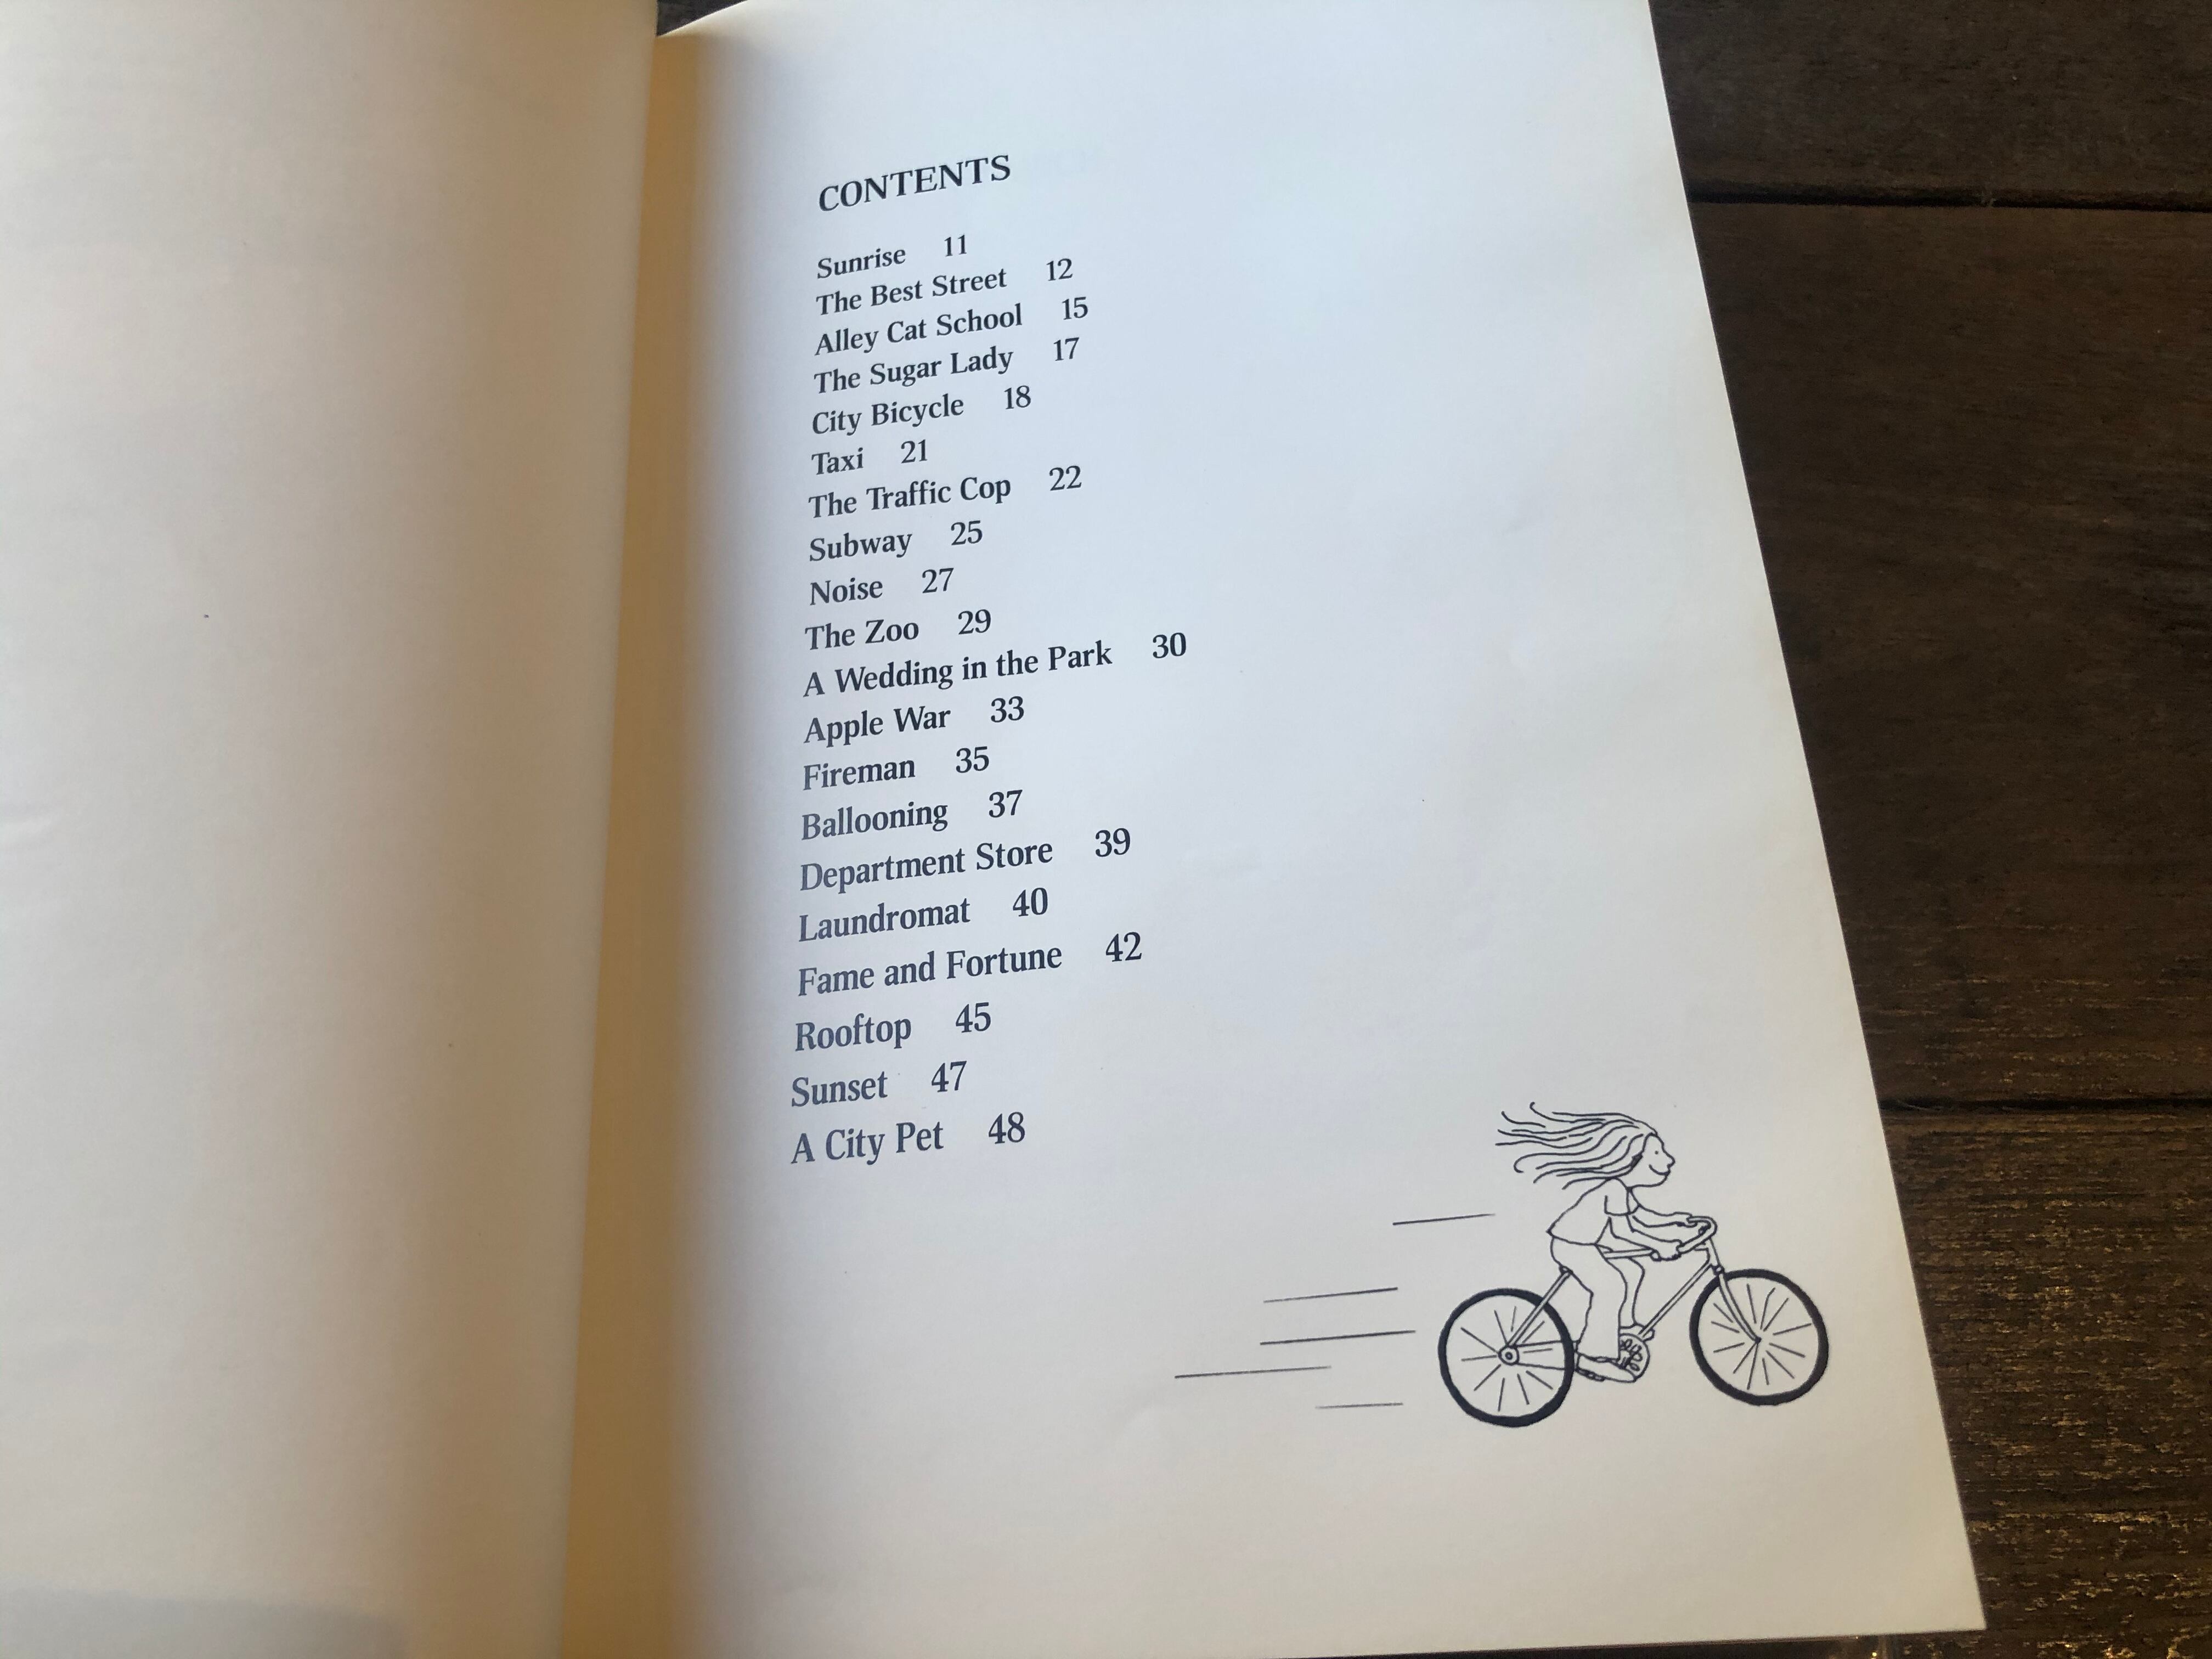 CONTENTS
Sunrise 11
The Best Street 12
Alley Cat School 15
The Sugar Lady 17
City Bicycle 18
Taxi 21
The Traffic Cop 22
Subway 25
Noise 27
The Zoo 29
A Wedding in the Park 30
Apple War 33
Fireman 35
Ballooning 37
Department Store 39
Laundromat 40
Fame and Fortune 42
Rooftop 45
Sunset 47
A City Pet 48